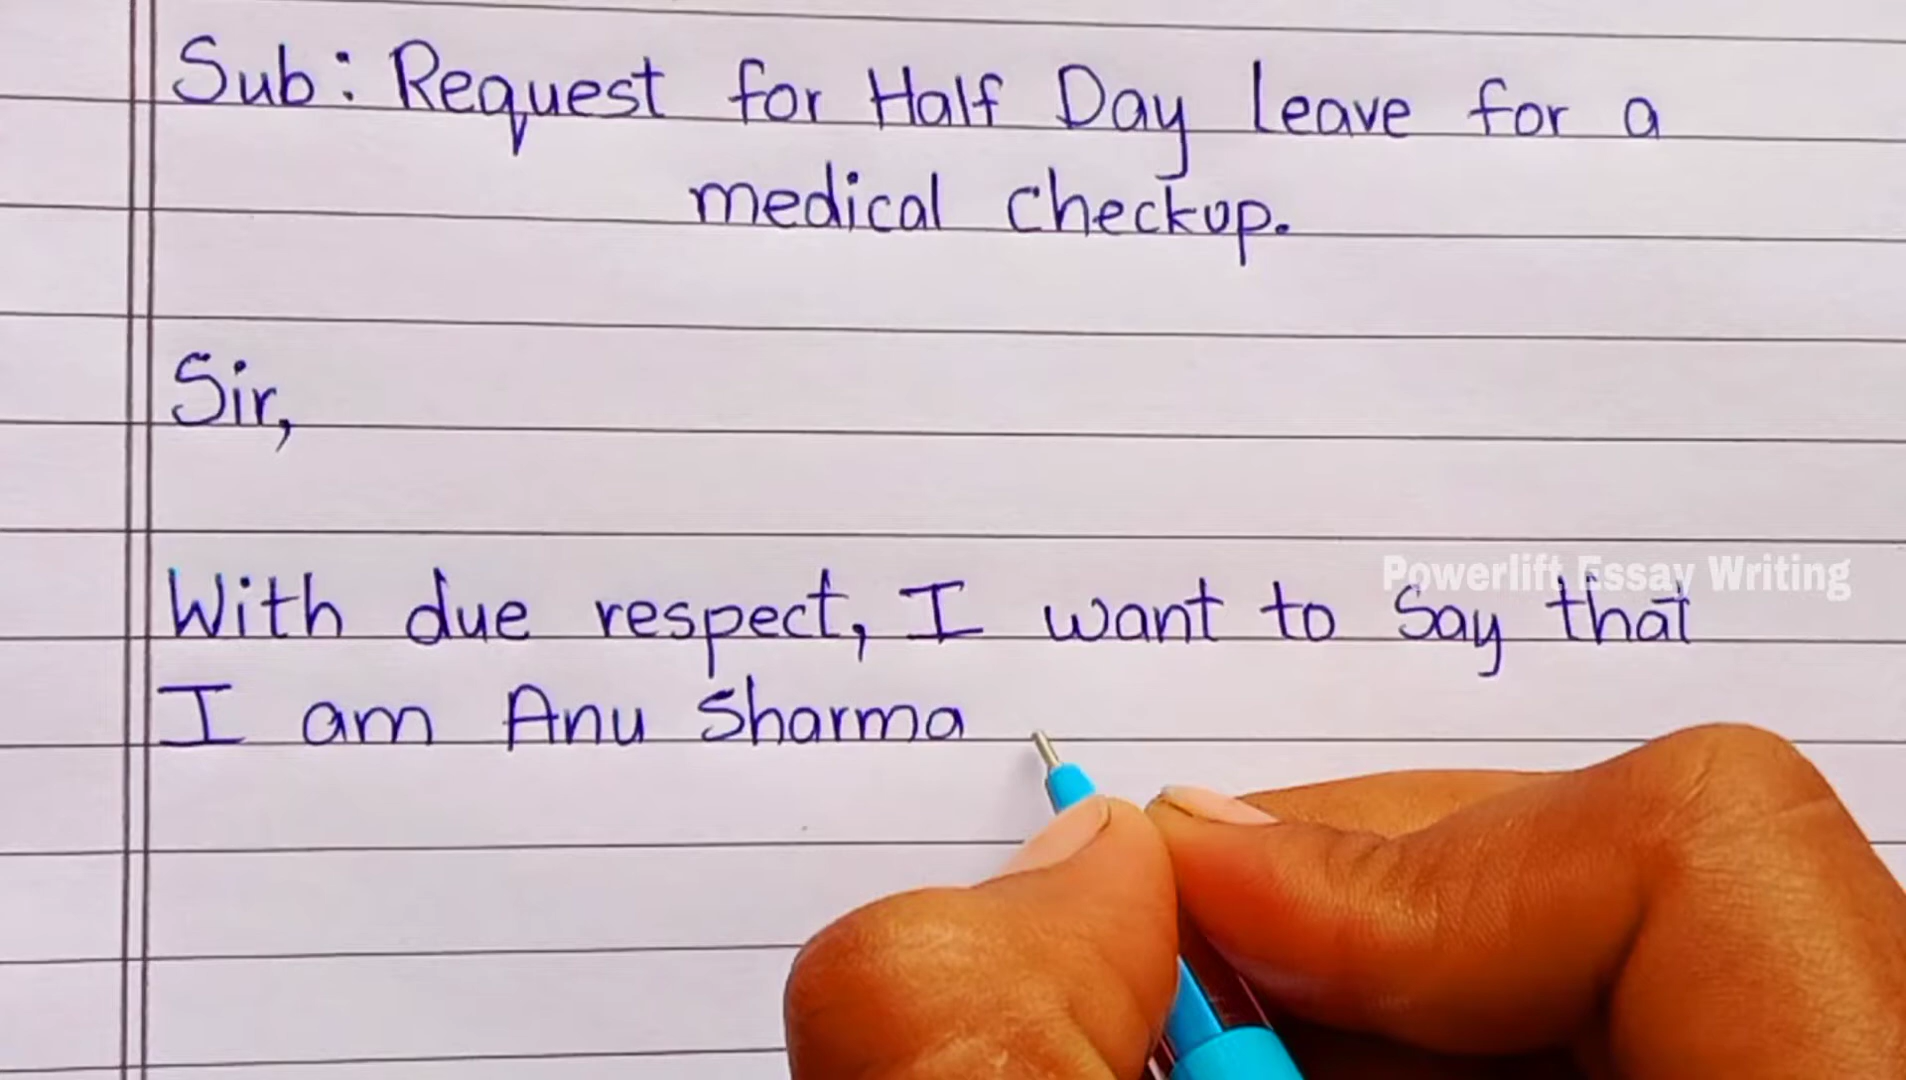 Sub: Request for Half Day leave for a
medical checkup.
Sir,
Powerlift Essay Writing
With due respect, I want to say that
I am Anu Sharma